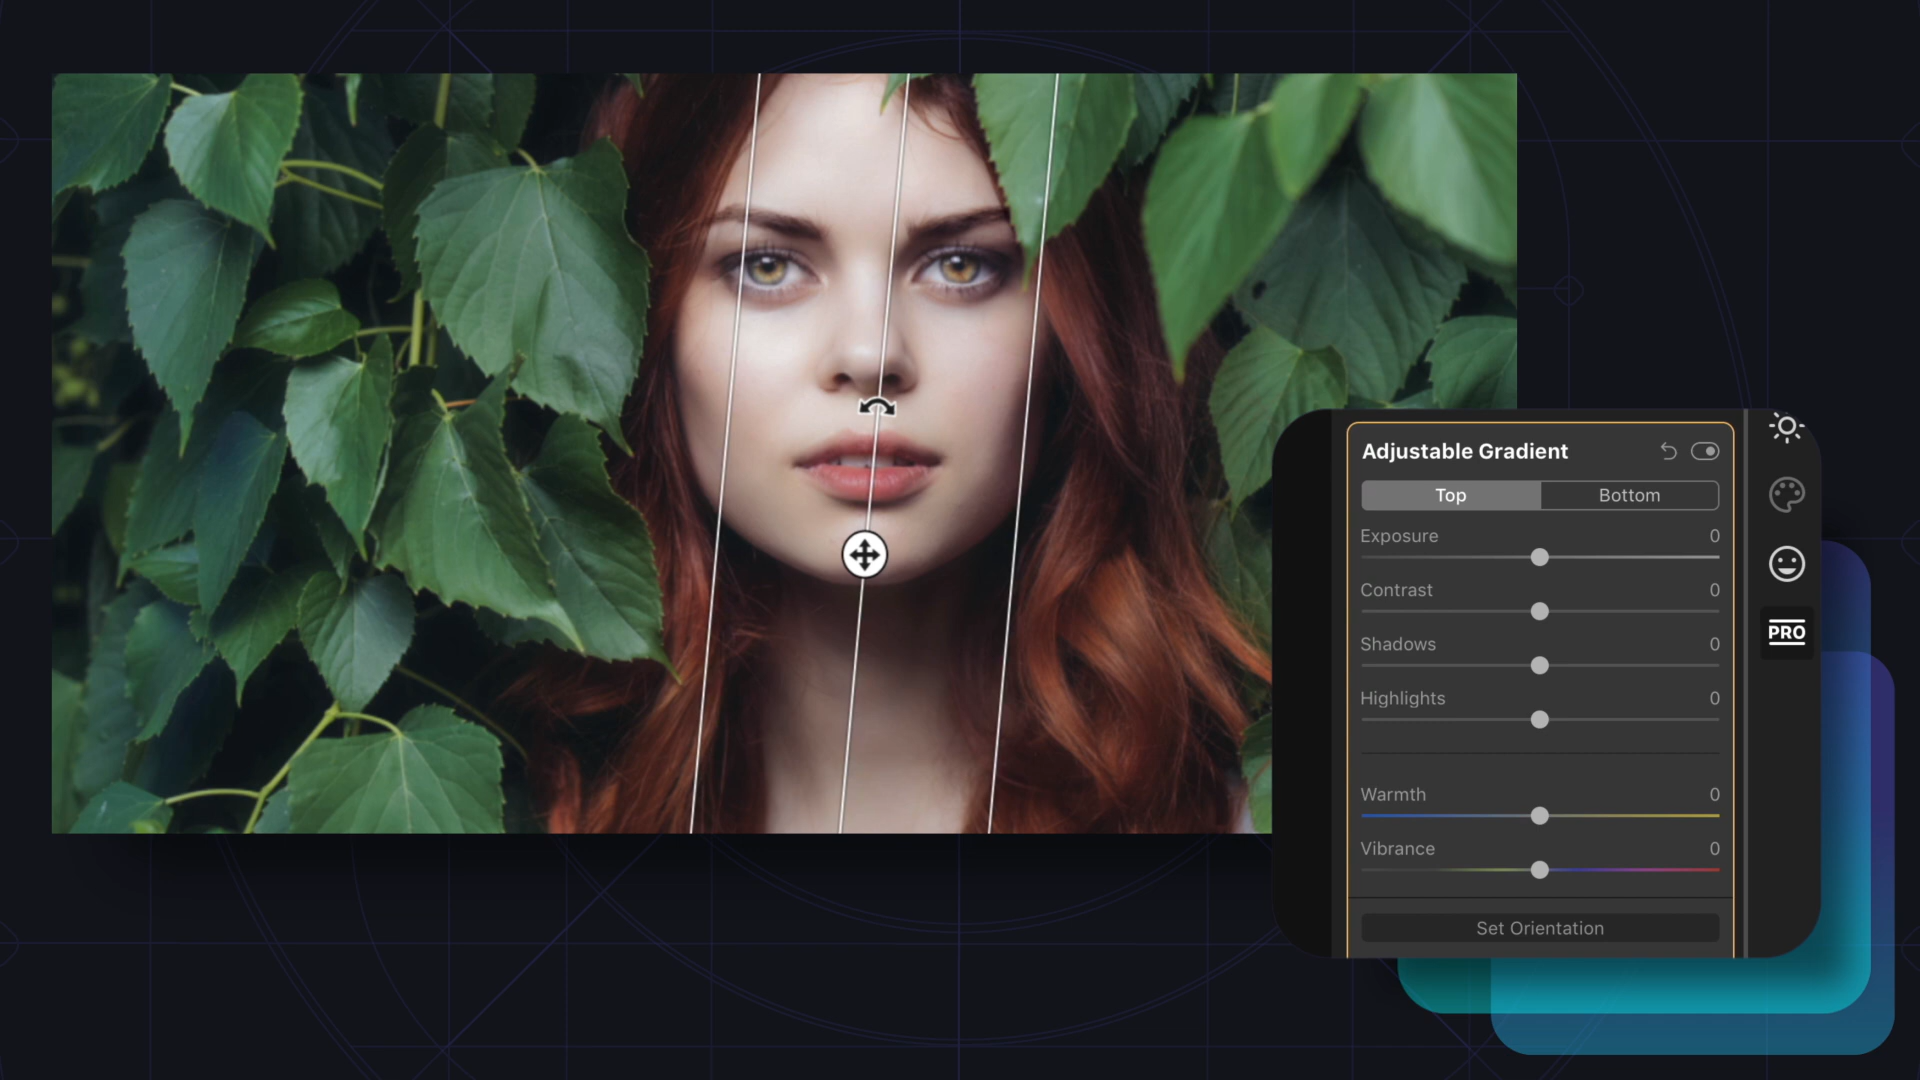 Adjustable Gradient
Top Bottom
Exposure 0
Contrast 0
Shadows 0
PRO
Highlights 0
Warmth 0
Vibrance 0
Set Orientation